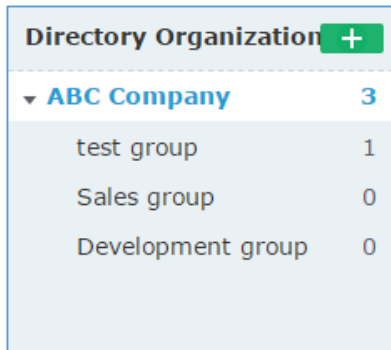 Directory Organization
ABC Company 3
test group 1
Sales group 0
Development group 0